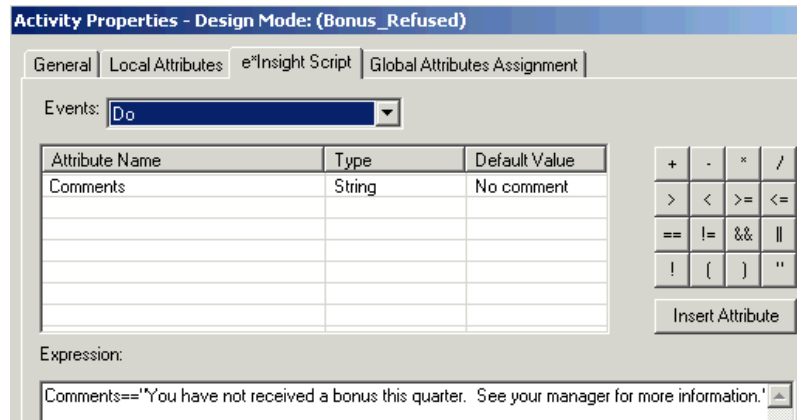 Activity Properties - Design Mode: (Bonus_Refused)
General Local Attributes e*Insight Script Global Attributes Assignment
Events: Do
Attribute Name Type Default Value
Comments String No comment
+ - * /
> < >= <=
== != && ||
! ( ) "
Insert Attribute
Expression:
Comments=="You have not received a bonus this quarter. See your manager for more information.'